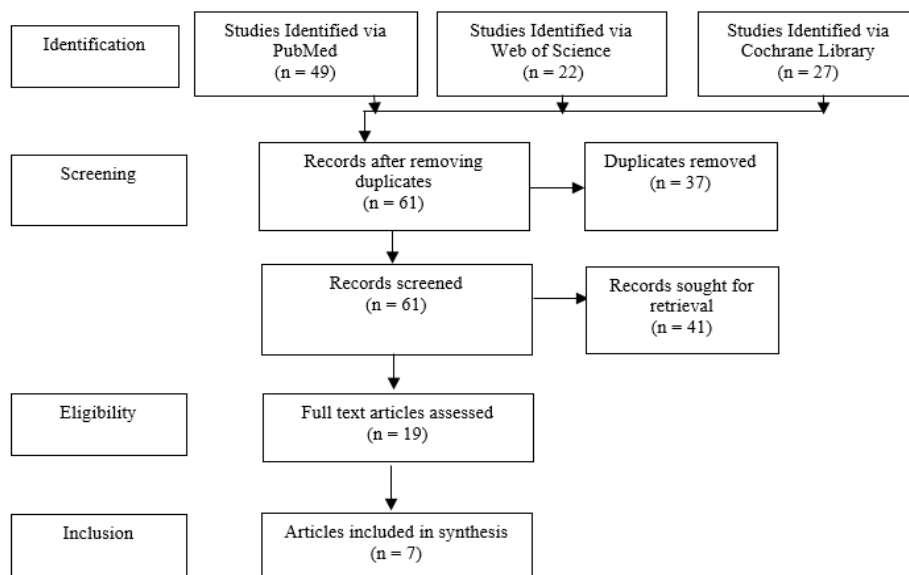 Identification
Studies Identified via
PubMed
(n = 49)
Studies Identified via
Web of Science
(n = 22)
Studies Identified via
Cochrane Library
(n = 27)
Screening
Records after removing
duplicates
(n = 61)
Duplicates removed
(n = 37)
Records screened
(n = 61)
Records sought for
retrieval
(n = 41)
Eligibility
Full text articles assessed
(n = 19)
Inclusion
Articles included in synthesis
(n = 7)